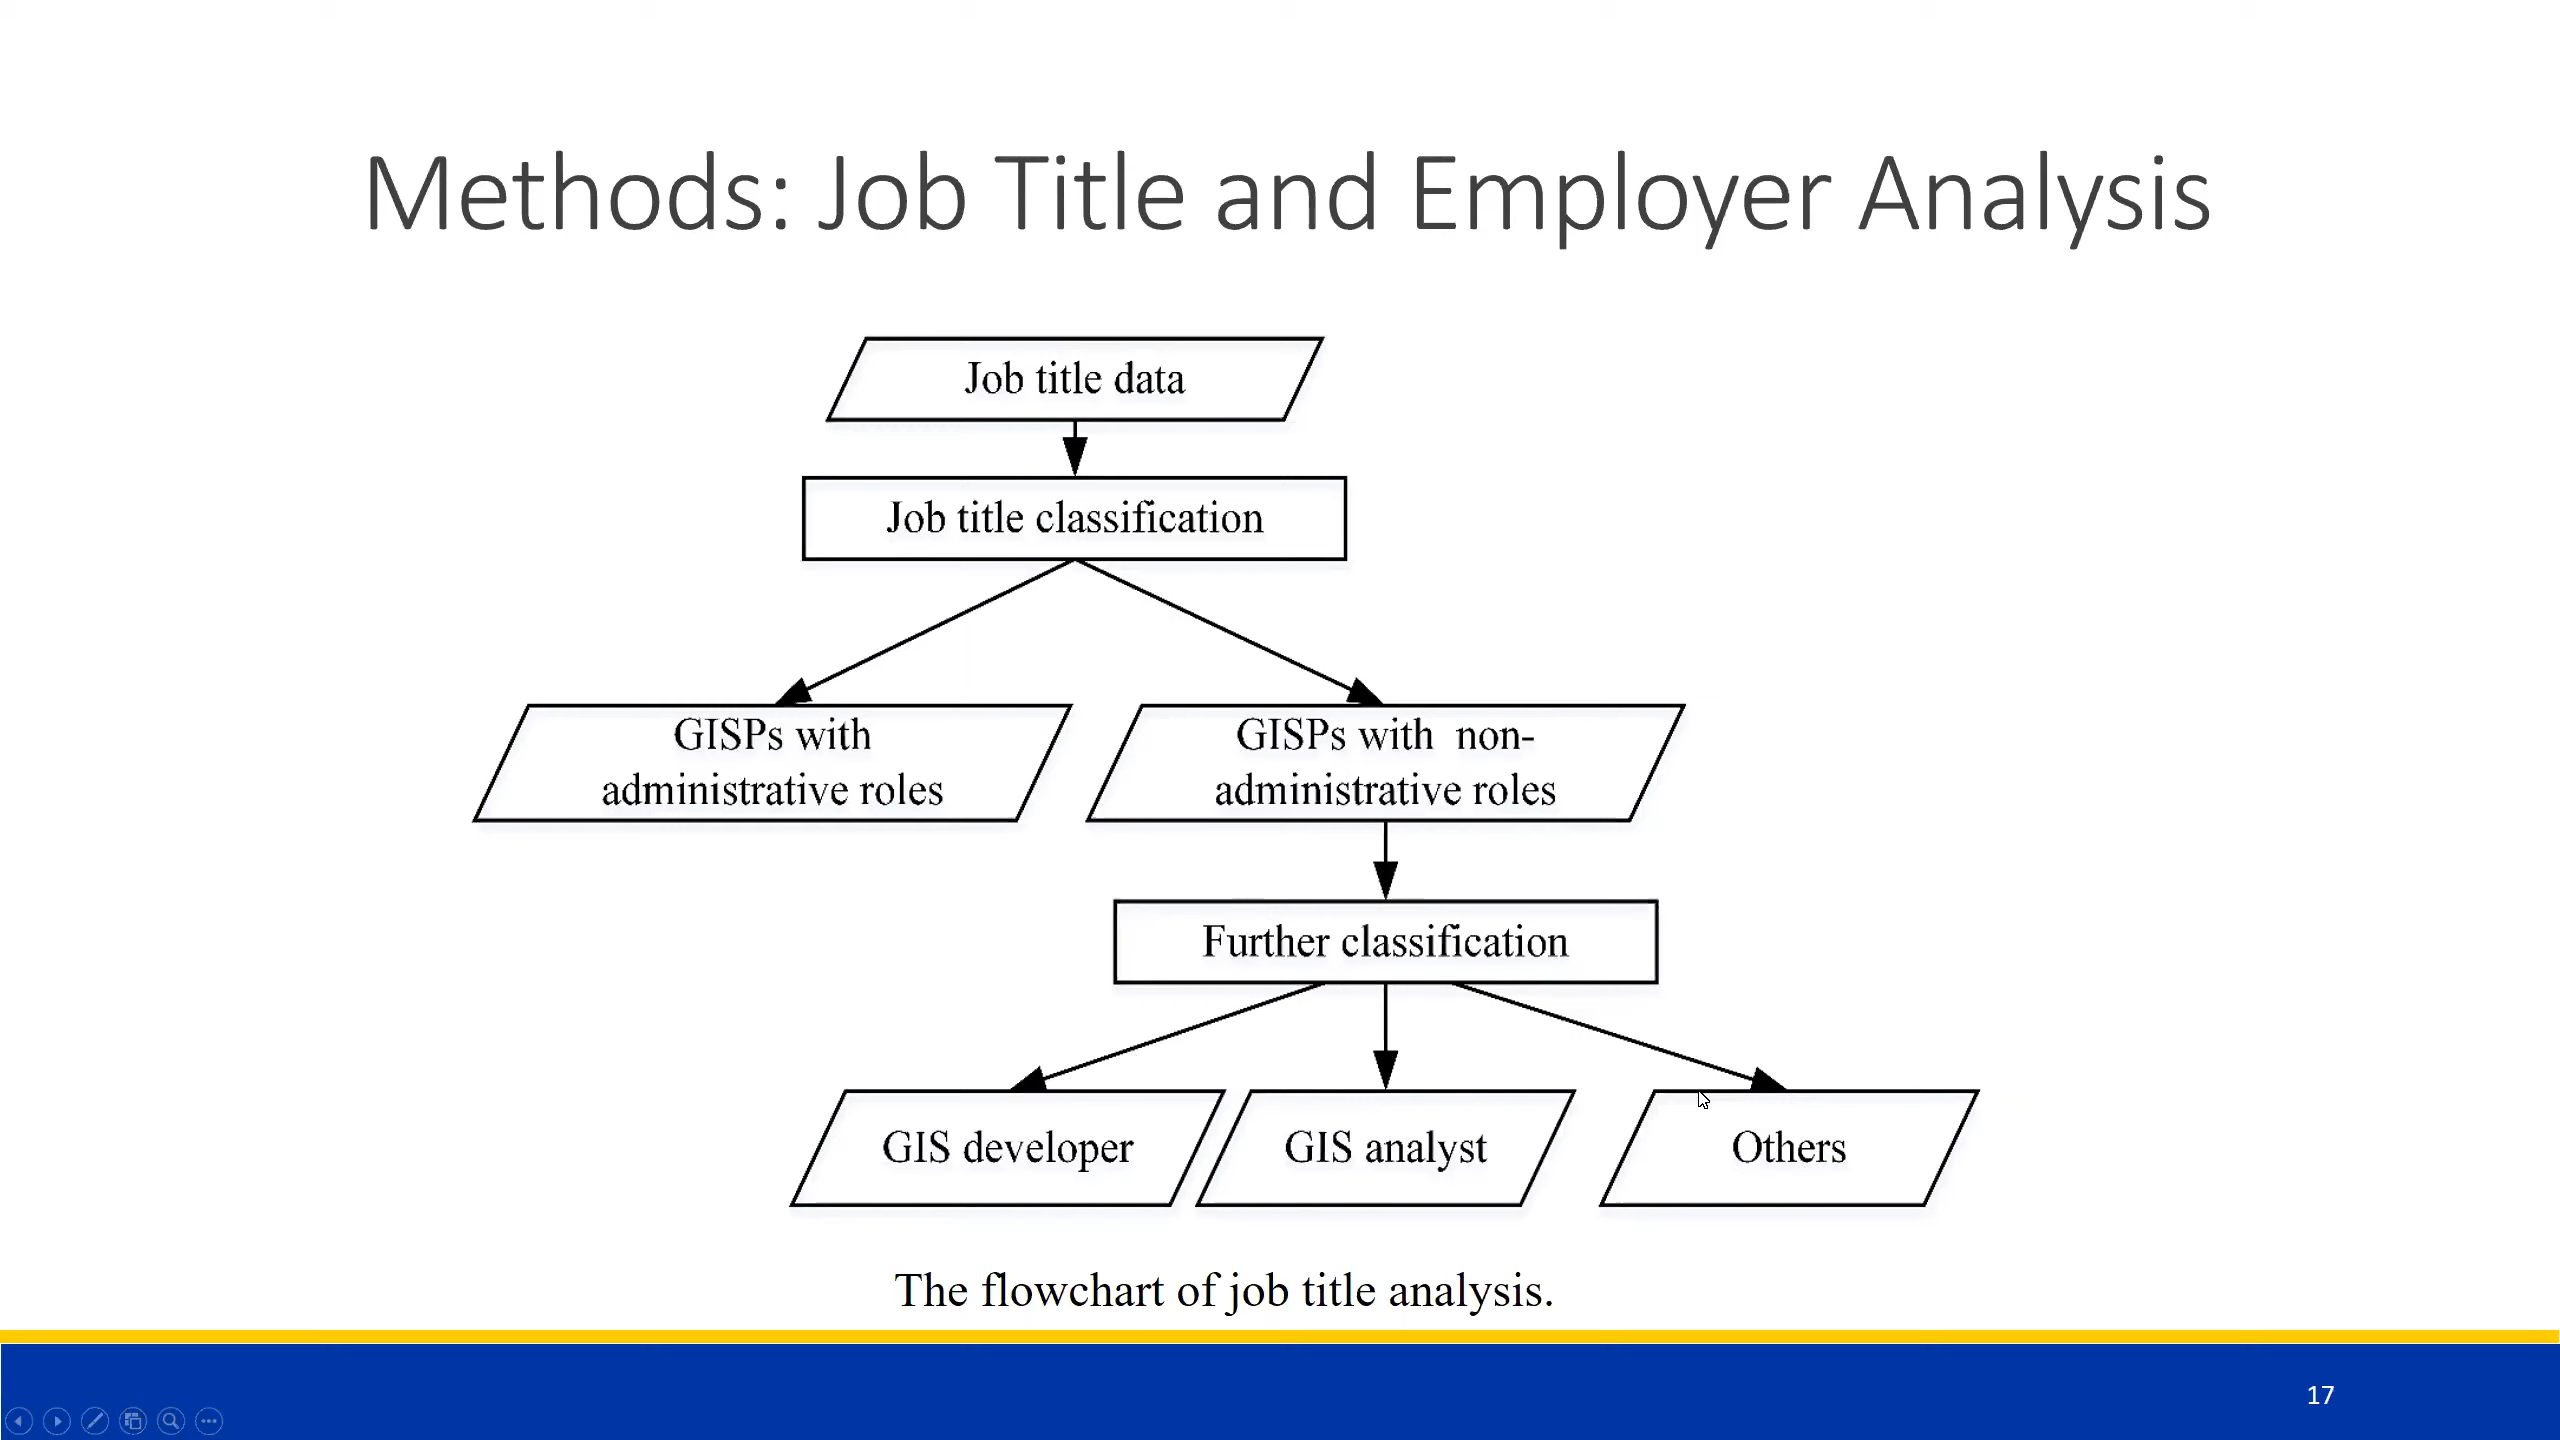 Methods: Job Title and Employer Analysis
Job title data
Job title classification
GISPs with
administrative roles
GISPs with  non-
administrative roles
Further classification
GIS developer
GIS analyst
Others
The flowchart of job title analysis.
17